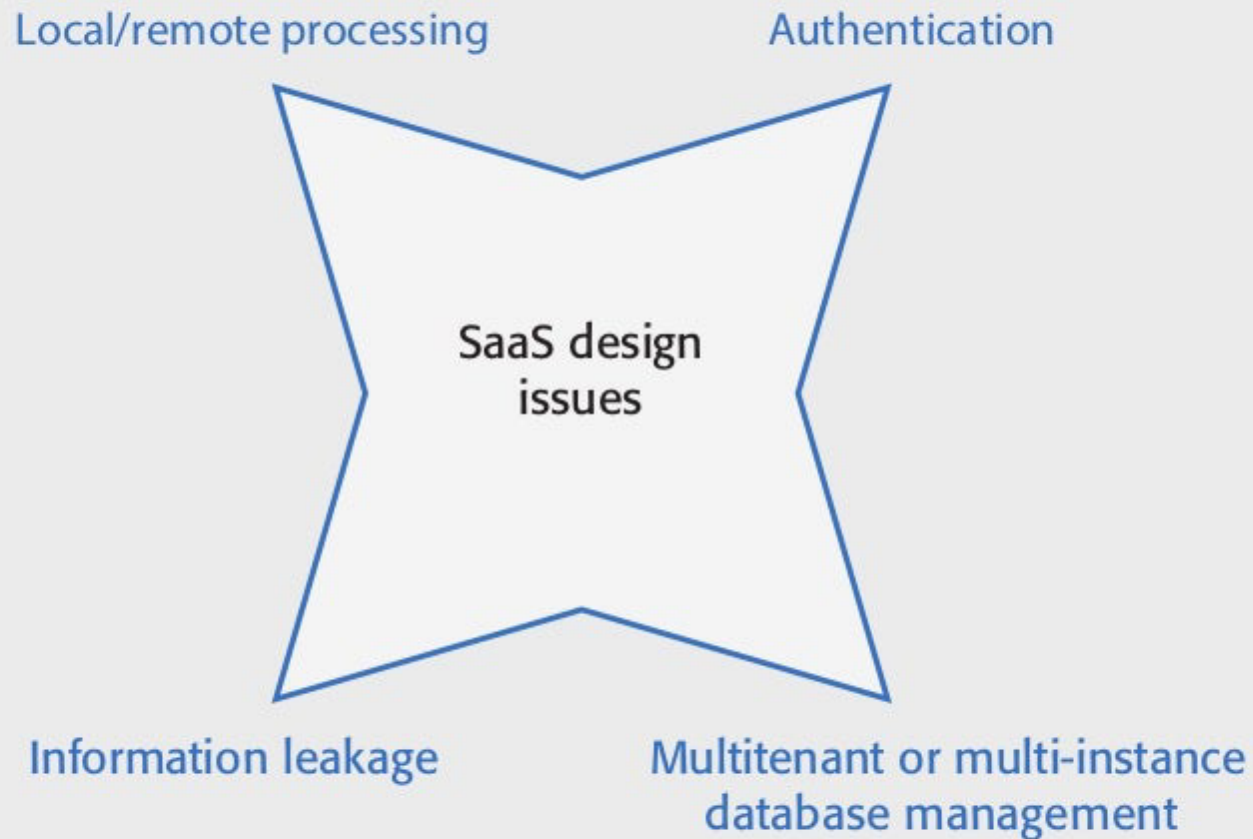 Local/remote processing
Authentication
SaaS design
issues
Information leakage
Multitenant or multi-instance
database management